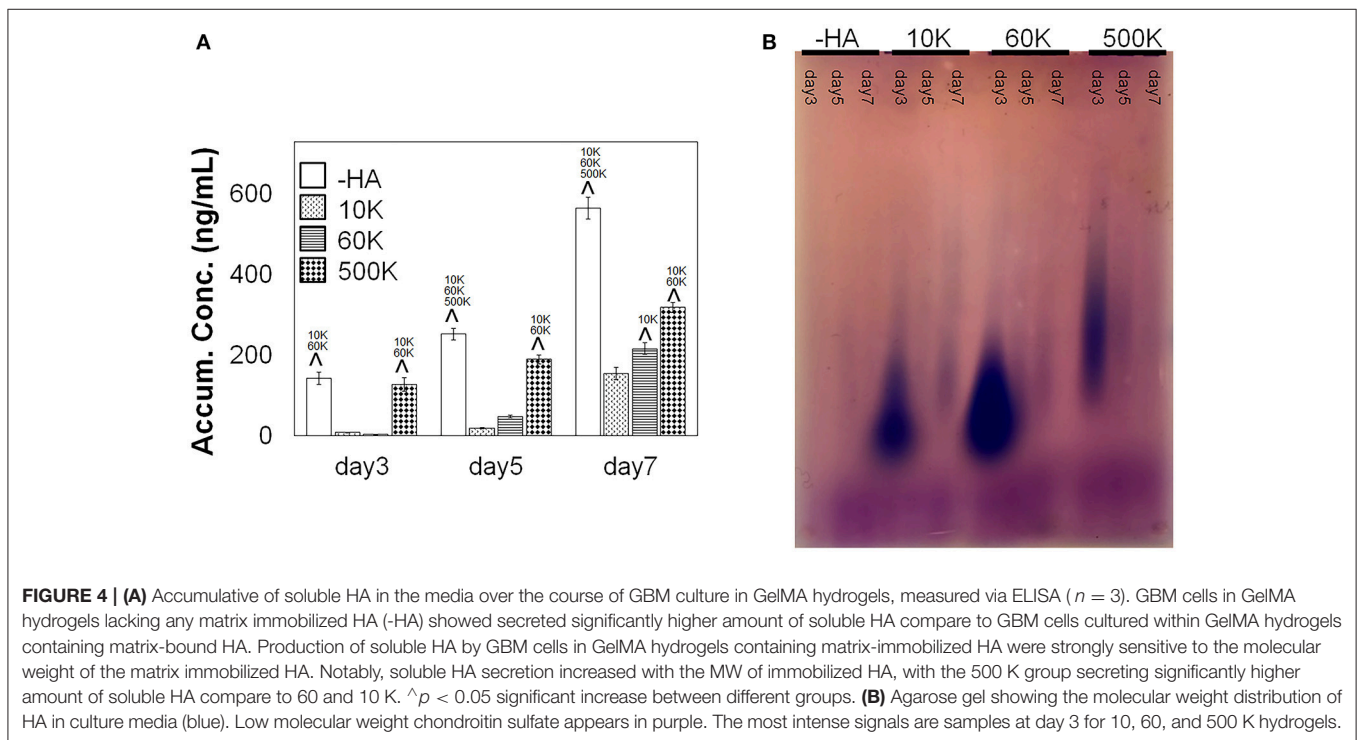 A
Accum. Conc. (ng/mL)
600
400
200
0
-HA
10K
60K
500K
10K
60K
^
10K
60K
^
10K
60K
500K
^
10K
60K
^
10K
60K
500K
^
10K
^
10K
60K
^
day3 day5 day7
B
-HA 10K 60K 500K
day3 day5 day7 day3 day5 day7 day3 day5 day7 day3 day5 day7
FIGURE 4 | (A) Accumulative of soluble HA in the media over the course of GBM culture in GelMA hydrogels, measured via ELISA (n = 3). GBM cells in GelMA
hydrogels lacking any matrix immobilized HA (-HA) showed secreted significantly higher amount of soluble HA compare to GBM cells cultured within GelMA hydrogels
containing matrix-bound HA. Production of soluble HA by GBM cells in GelMA hydrogels containing matrix-immobilized HA were strongly sensitive to the molecular
weight of the matrix immobilized HA. Notably, soluble HA secretion increased with the MW of immobilized HA, with the 500 K group secreting significantly higher
amount of soluble HA compare to 60 and 10 K. ^p < 0.05 significant increase between different groups. (B) Agarose gel showing the molecular weight distribution of
HA in culture media (blue). Low molecular weight chondroitin sulfate appears in purple. The most intense signals are samples at day 3 for 10, 60, and 500 K hydrogels.